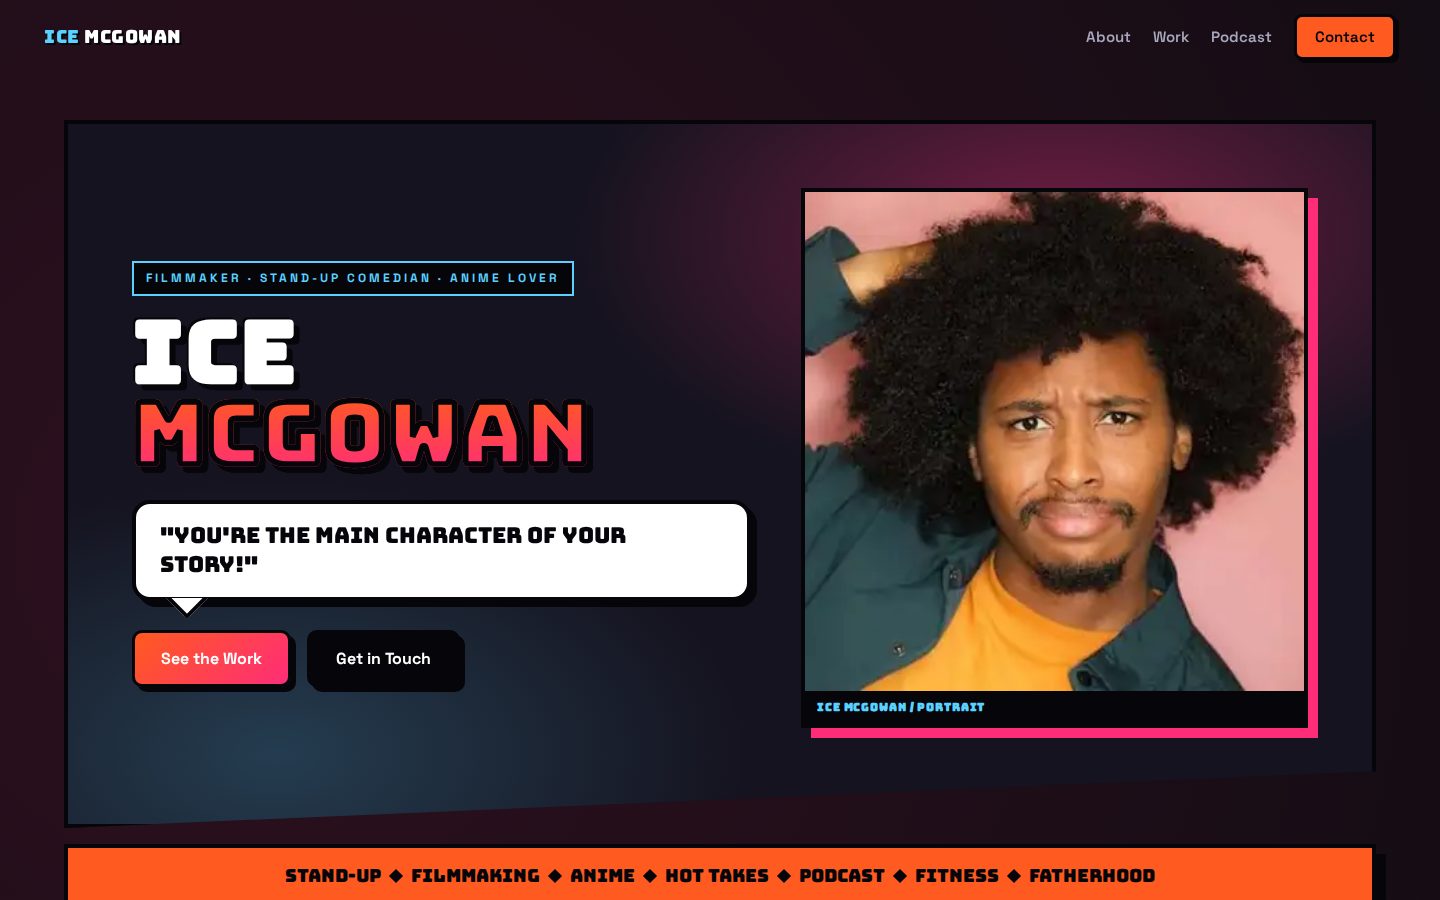 ICE MCGOWAN
About
Work
Podcast
Contact
FILMMAKER · STAND-UP COMEDIAN · ANIME LOVER
ICE
MCGOWAN
"YOU'RE THE MAIN CHARACTER OF YOUR
STORY!"
See the Work
Get in Touch
ICE MCGOWAN / PORTRAIT
STAND-UP ◆ FILMMAKING ◆ ANIME ◆ HOT TAKES ◆ PODCAST ◆ FITNESS ◆ FATHERHOOD